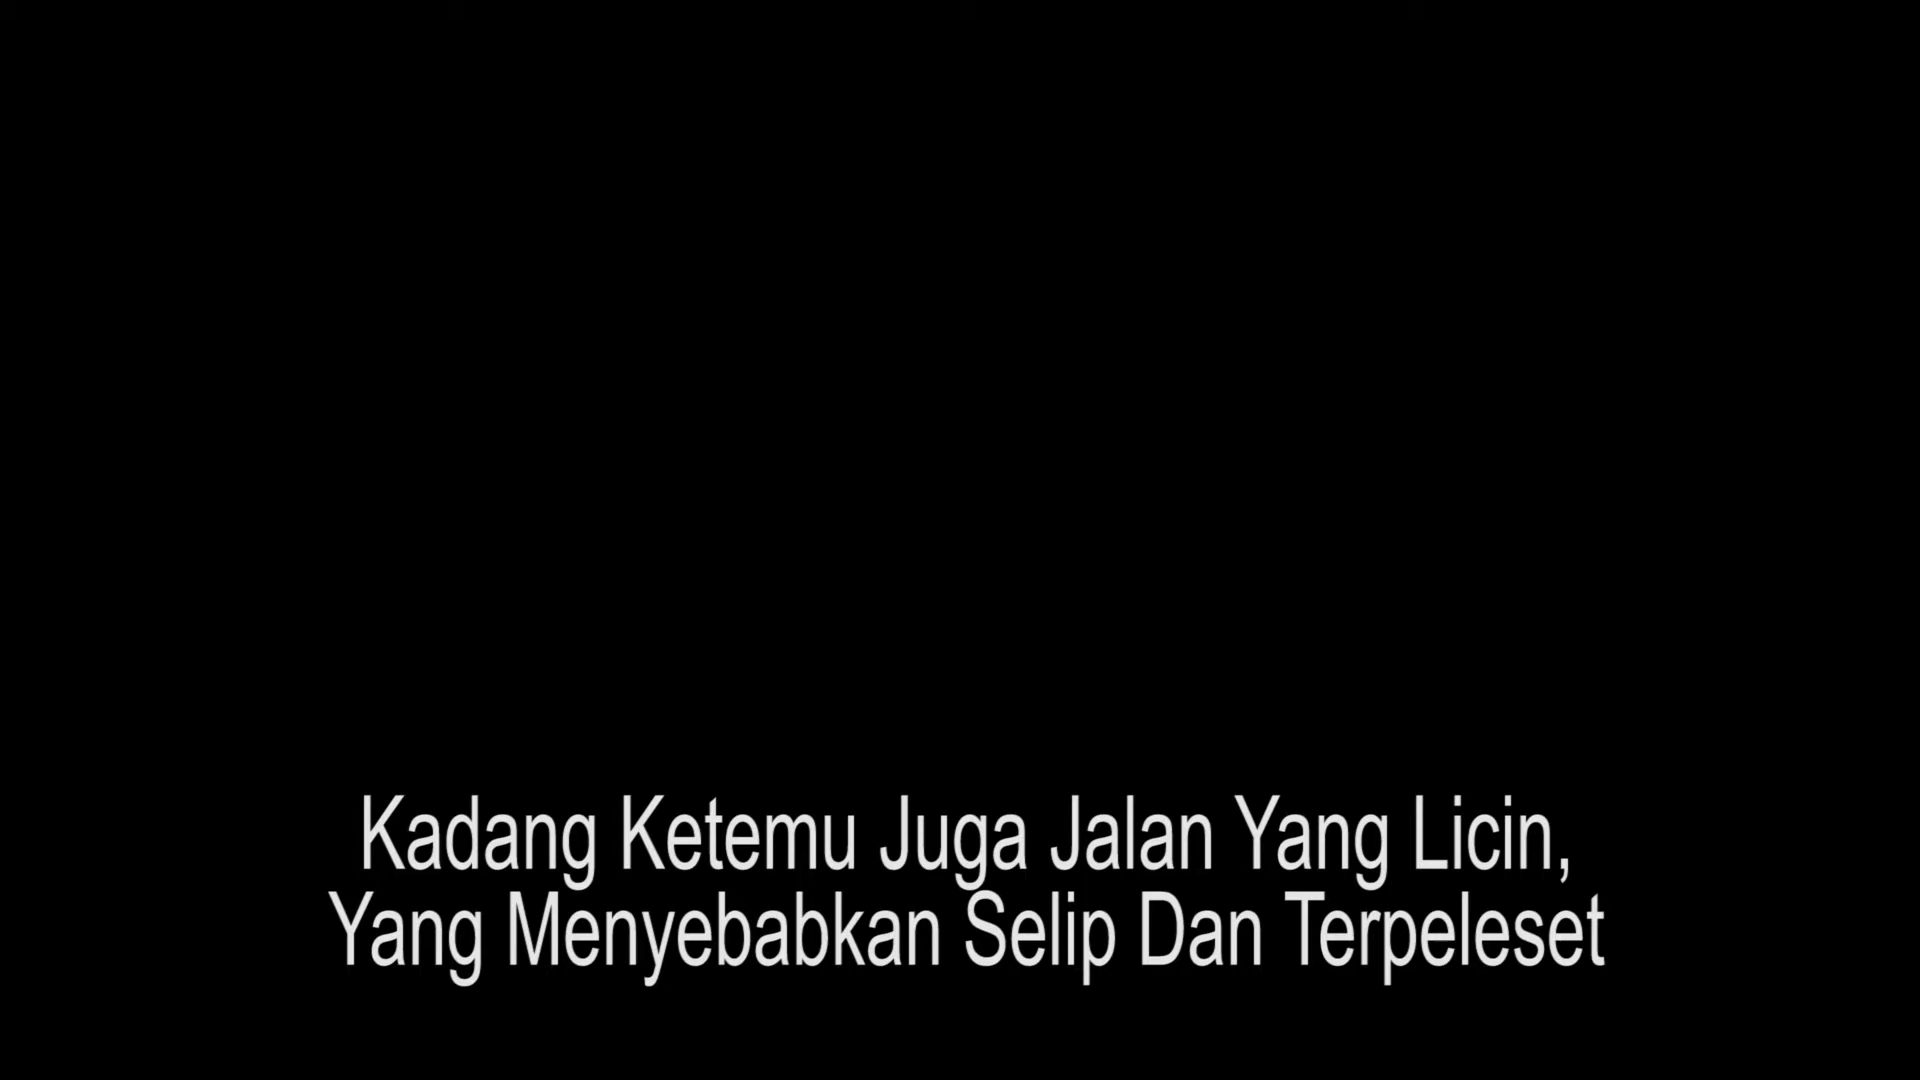 Kadang Ketemu Juga Jalan Yang Licin,
Yang Menyebabkan Selip Dan Terpeleset